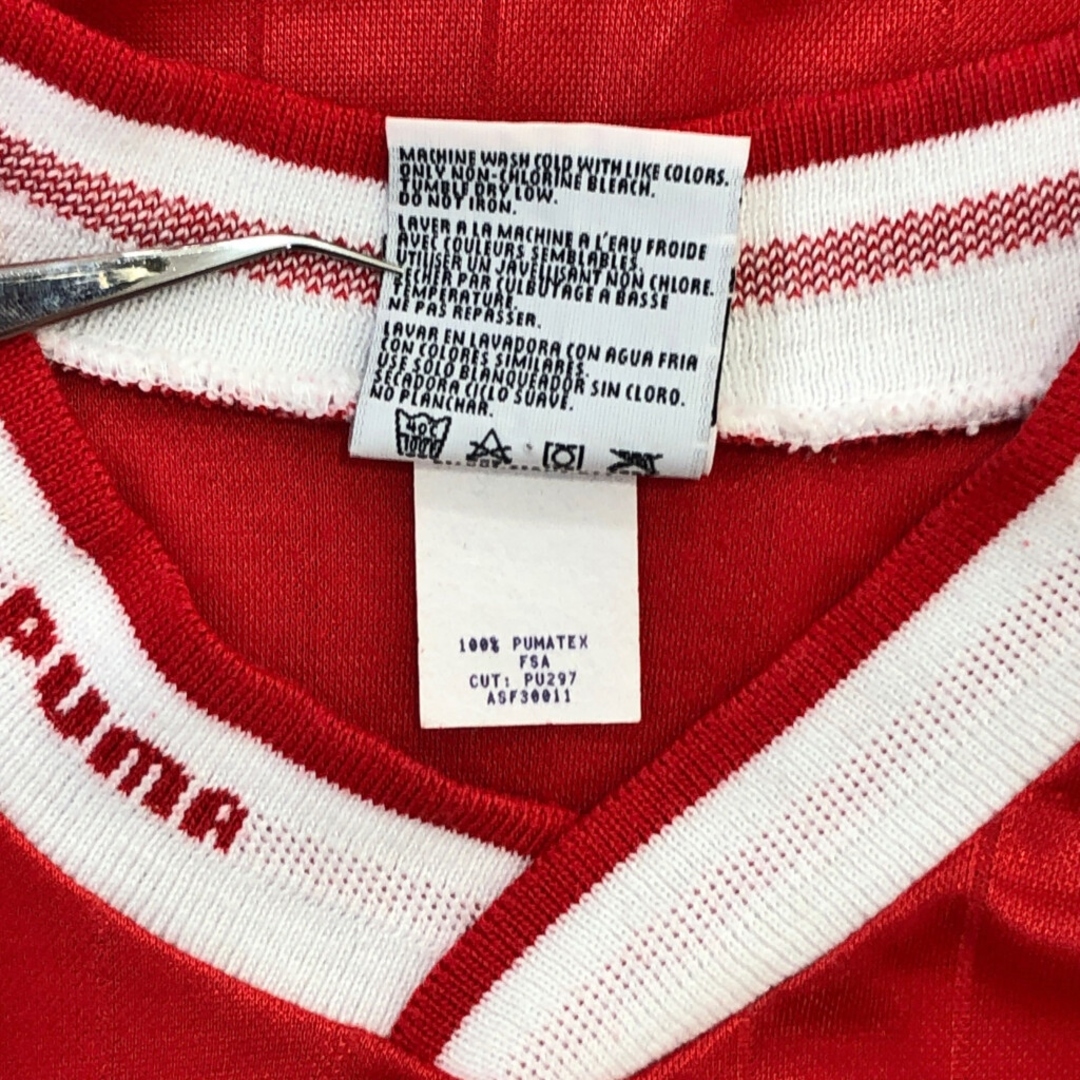 MACHINE WASH COLD WITH LIKE COLORS.
ONLY NON-CHLORINE BLEACH.
TUMBLE DRY LOW.
DO NOT IRON.
LAVER A LA MACHINE A L'EAU FROIDE
AVEC COULEURS SEMBLABLES.
UTILISER UN JAVELLISANT NON CHLORE.
SECHER PAR CULBUTAGE A BASSE
TEMPERATURE.
NE PAS REPASSER.
LAVAR EN LAVADORA CON AGUA FRIA
CON COLORES SIMILARES.
USE SOLO BLANQUEADOR SIN CLORO.
SECADORA CICLO SUAVE.
NO PLANCHAR.
40C
100% PUMATEX
FSA
CUT: PU297
ASF30011
PUMA